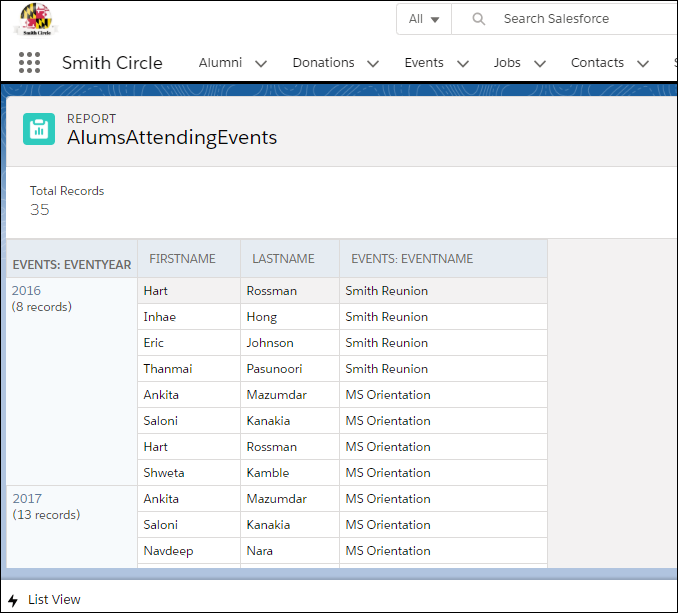 Smith Circle
All
Search Salesforce
Smith Circle Alumni Donations Events Jobs Contacts
REPORT
AlumsAttendingEvents
Total Records
35
EVENTS: EVENTYEAR FIRSTNAME LASTNAME EVENTS: EVENTNAME
2016 Hart Rossman Smith Reunion
(8 records)
Inhae Hong Smith Reunion
Eric Johnson Smith Reunion
Thanmai Pasunoori Smith Reunion
Ankita Mazumdar MS Orientation
Saloni Kanakia MS Orientation
Hart Rossman MS Orientation
Shweta Kamble MS Orientation
2017 Ankita Mazumdar MS Orientation
(13 records)
Saloni Kanakia MS Orientation
Navdeep Nara MS Orientation
List View